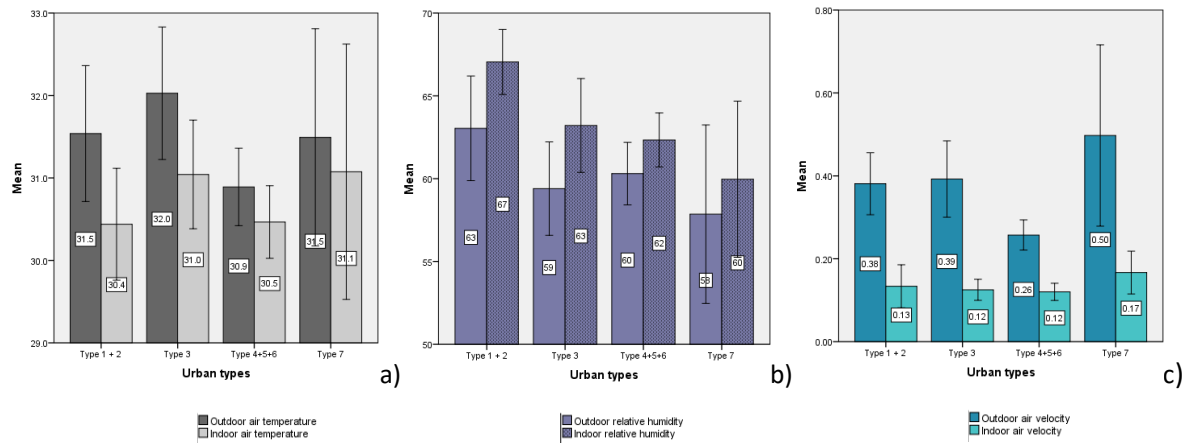 33.0
32.0
31.0
30.0
29.0
Mean
31.5
30.4
32.0
31.0
30.9
30.5
31.5
31.1
Type 1 + 2
Type 3
Type 4+5+6
Type 7
Urban types
a)
Outdoor air temperature
Indoor air temperature
70
65
60
55
50
Mean
63
67
59
63
60
62
58
60
Type 1 + 2
Type 3
Type 4+5+6
Type 7
Urban types
b)
Outdoor relative humidity
Indoor relative humidity
0.80
0.60
0.40
0.20
0.00
Mean
0.38
0.13
0.39
0.12
0.26
0.12
0.50
0.17
Type 1 + 2
Type 3
Type 4+5+6
Type 7
Urban types
c)
Outdoor air velocity
Indoor air velocity